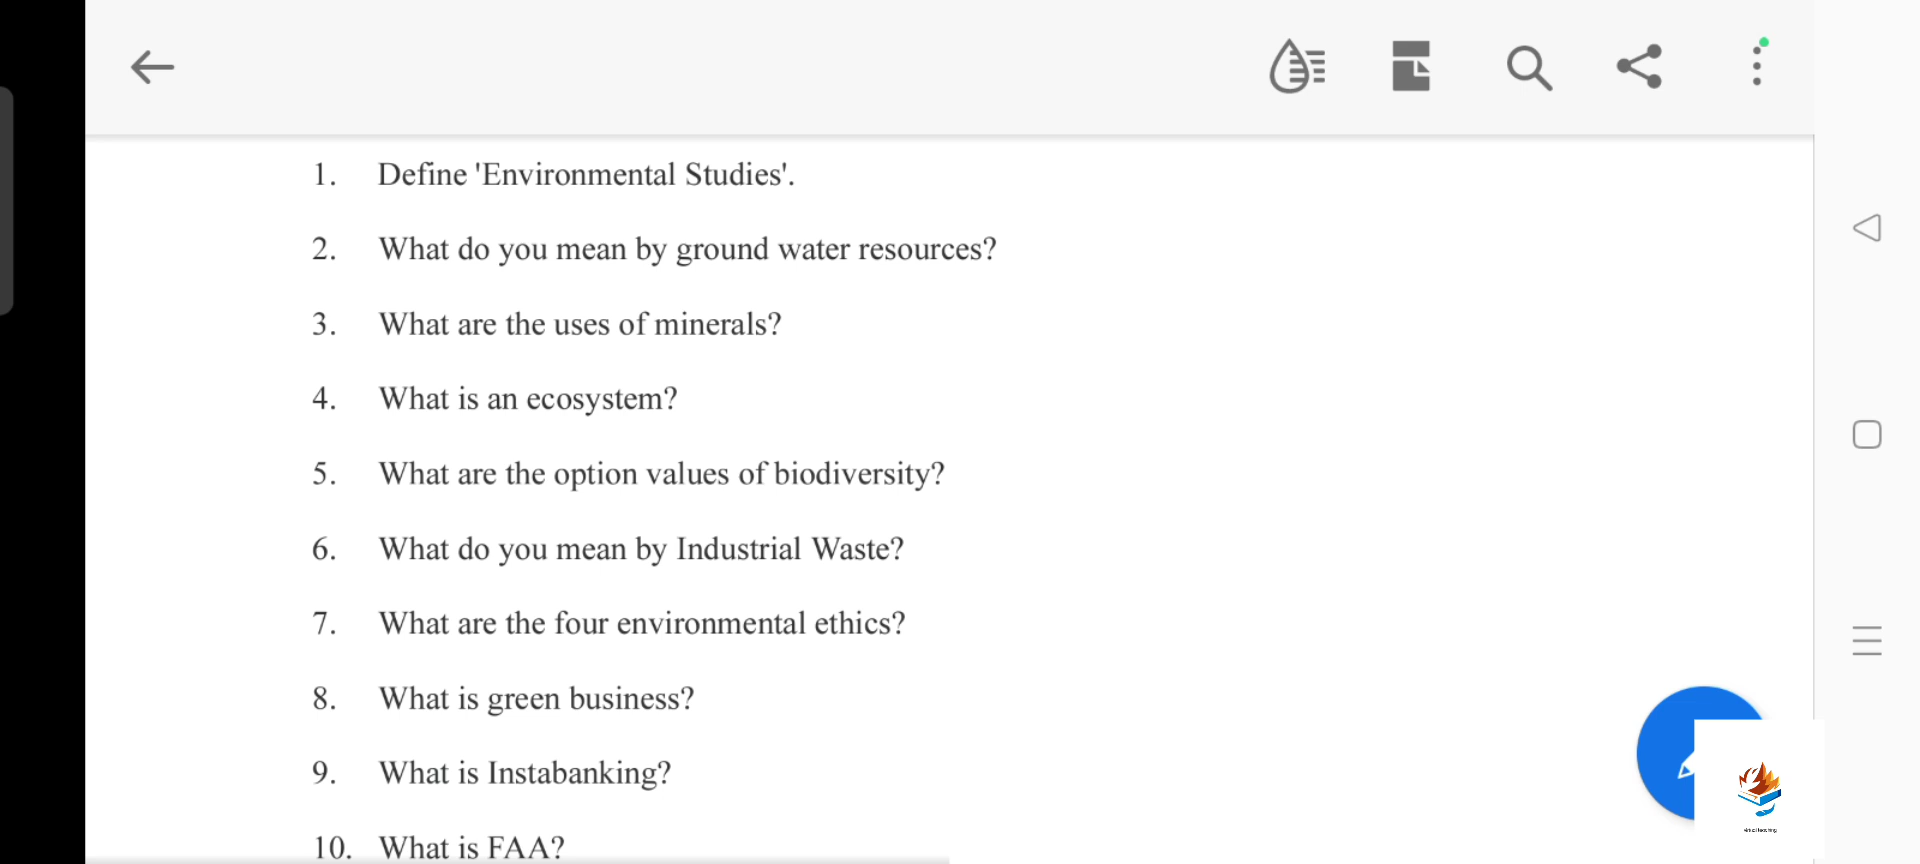 1. Define 'Environmental Studies'.
2. What do you mean by ground water resources?
3. What are the uses of minerals?
4. What is an ecosystem?
5. What are the option values of biodiversity?
6. What do you mean by Industrial Waste?
7. What are the four environmental ethics?
8. What is green business?
9. What is Instabanking?
10. What is FAA?